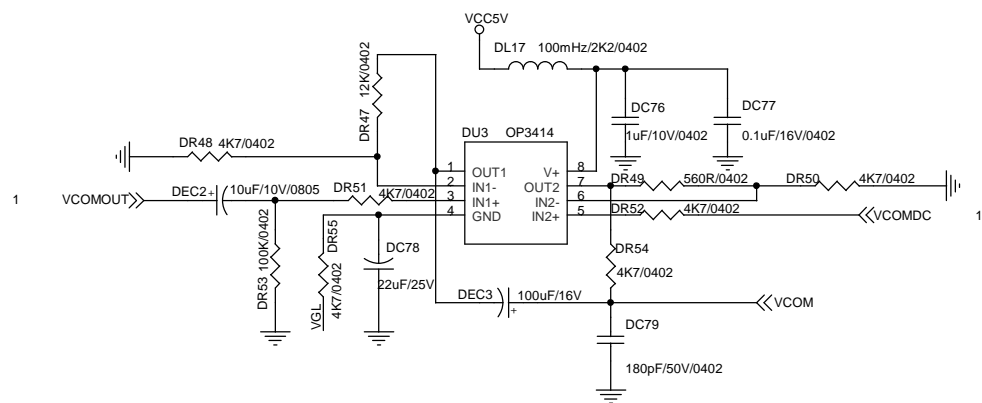 VCC5V
DL17 100mHz/2K2/0402
DR47 12K/0402
DC76
1uF/10V/0402
DC77
0.1uF/16V/0402
DU3 OP3414
DR48 4K7/0402
1 OUT1
2 IN1-
3 IN1+
4 GND
V+ 8
OUT2 7
IN2- 6
IN2+ 5
DR49 560R/0402
DR50 4K7/0402
1
VCOMOUT
DEC2+ 10uF/10V/0805
DR51 4K7/0402
DR52 4K7/0402
VCOMDC
1
DR53 100K/0402
DR55
4K7/0402
VGL
DC78
22uF/25V
DR54
4K7/0402
DEC3 + 100uF/16V
VCOM
DC79
180pF/50V/0402